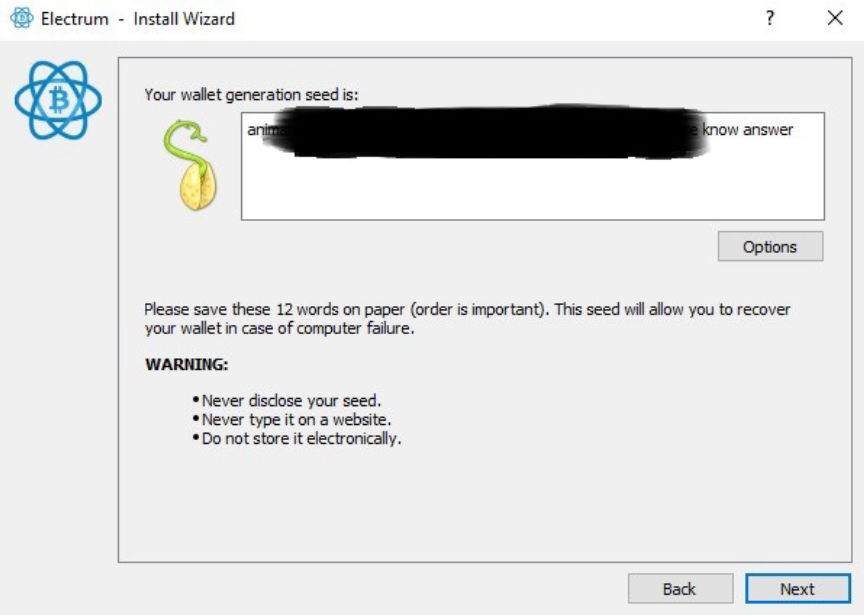 Electrum - Install Wizard
?
Your wallet generation seed is:
know answer
Options
Please save these 12 words on paper (order is important). This seed will allow you to recover
your wallet in case of computer failure.
WARNING:
•Never disclose your seed.
•Never type it on a website.
•Do not store it electronically.
Back
Next